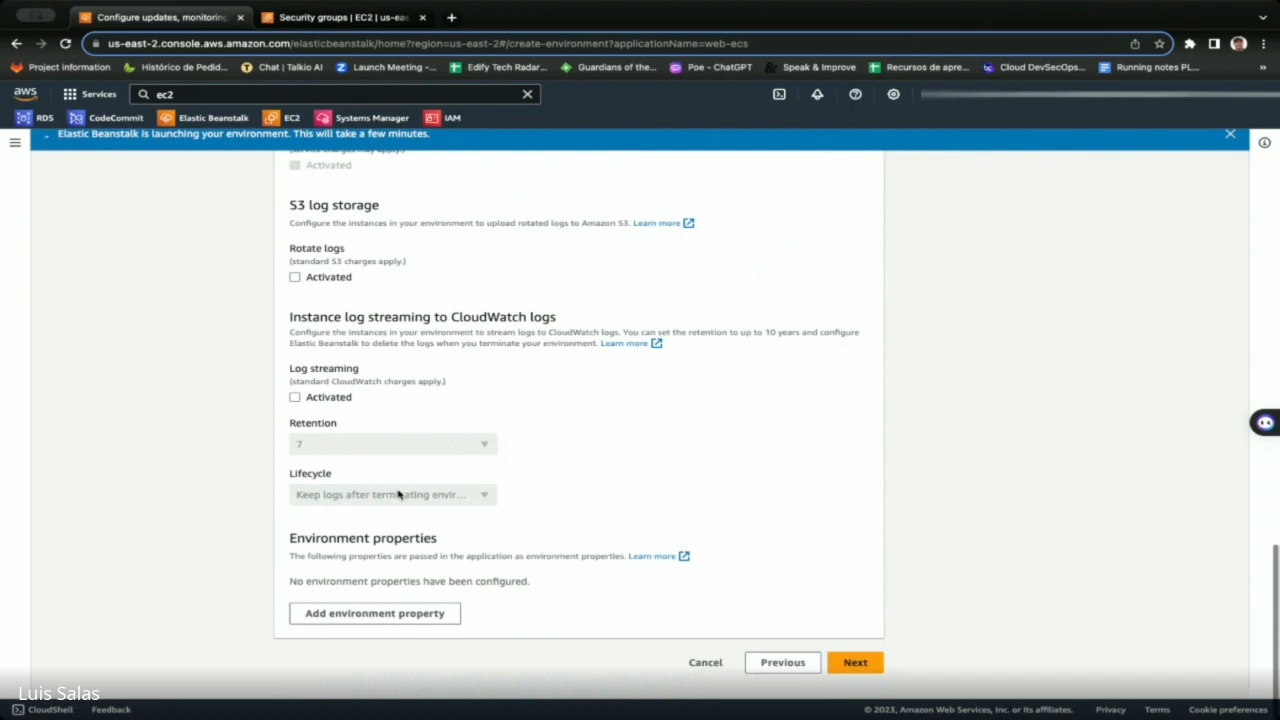 Configure updates, monitoring
Security groups | EC2 | us-eas
us-east-2.console.aws.amazon.com/elasticbeanstalk/home?region=us-east-2#/create-environment?applicationName=web-ecs
Project information
Histórico de Pedid...
Chat | Talkio AI
Launch Meeting -...
Edify Tech Radar...
Guardians of the...
Poe - ChatGPT
Speak & Improve
Recursos de apre...
Cloud DevSecOps...
Running notes PL...
aws
Services
ec2
RDS
CodeCommit
Elastic Beanstalk
EC2
Systems Manager
IAM
Elastic Beanstalk is launching your environment. This will take a few minutes.
(service charges may apply.)
Activated
S3 log storage
Configure the instances in your environment to upload rotated logs to Amazon S3. Learn more
Rotate logs
(standard S3 charges apply.)
Activated
Instance log streaming to CloudWatch logs
Configure the instances in your environment to stream logs to CloudWatch logs. You can set the retention to up to 10 years and configure
Elastic Beanstalk to delete the logs when you terminate your environment. Learn more
Log streaming
(standard CloudWatch charges apply.)
Activated
Retention
7
Lifecycle
Keep logs after terminating envir...
Environment properties
The following properties are passed in the application as environment properties. Learn more
No environment properties have been configured.
Add environment property
Cancel
Previous
Next
Luis Salas
CloudShell
Feedback
© 2023, Amazon Web Services, Inc. or its affiliates.
Privacy
Terms
Cookie preferences